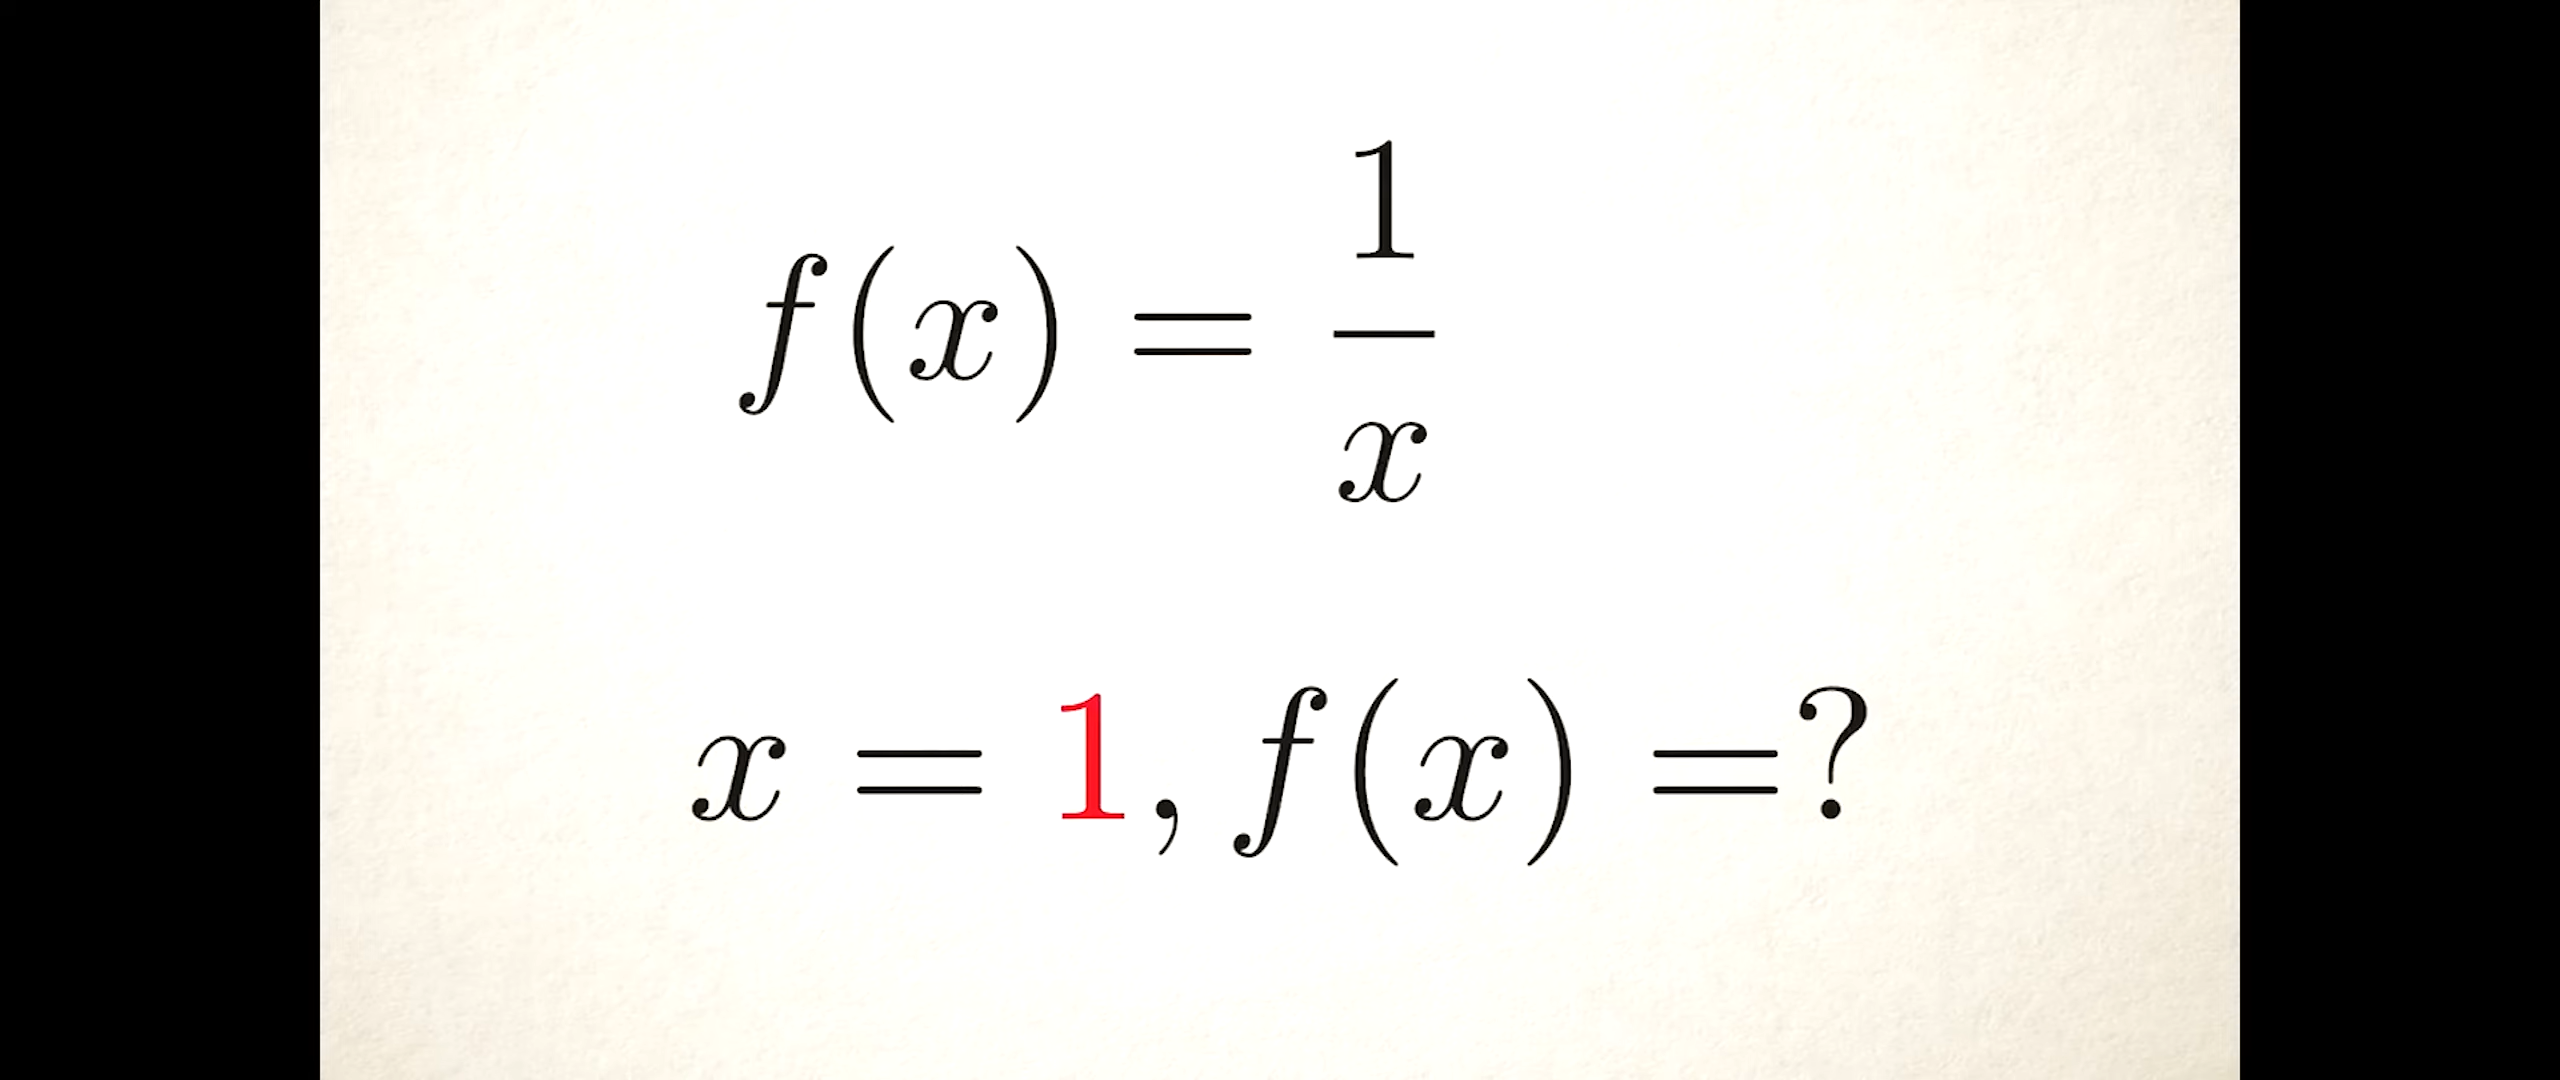 f(x) = 1/x
x = 1, f(x) =?